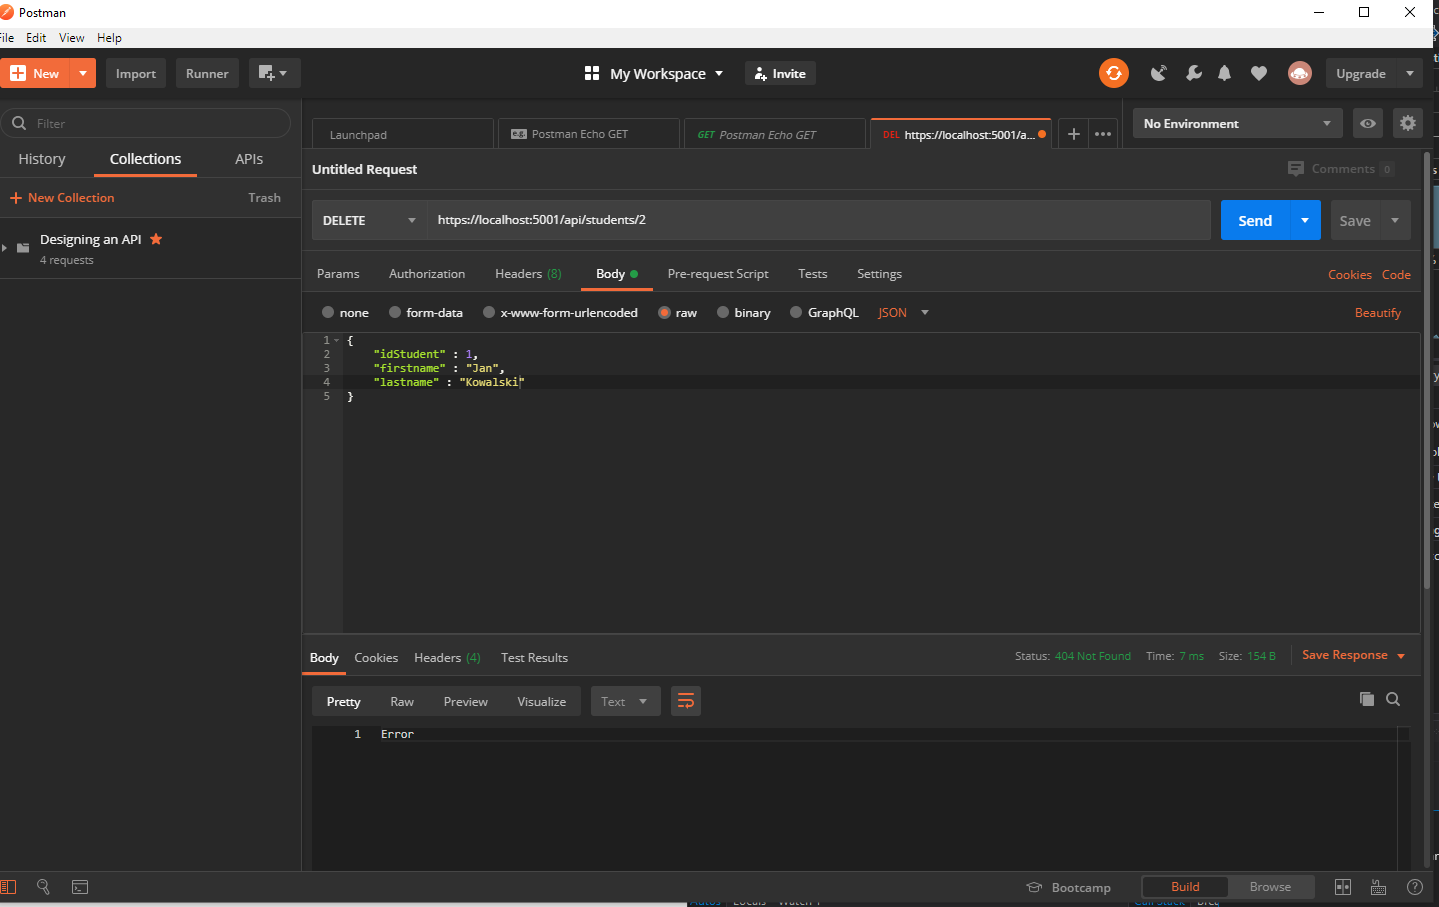 Postman
File Edit View Help
New Import Runner My Workspace Invite Upgrade
Filter
History Collections APIs
New Collection Trash
Designing an API
4 requests
Launchpad
e.g. Postman Echo GET
GET Postman Echo GET
DEL https://localhost:5001/a...
No Environment
Untitled Request
Comments 0
DELETE https://localhost:5001/api/students/2 Send Save
Params Authorization Headers (8) Body Pre-request Script Tests Settings Cookies Code
none form-data x-www-form-urlencoded raw binary GraphQL JSON Beautify
1 {
2 "idStudent" : 1,
3 "firstname" : "Jan",
4 "lastname" : "Kowalski"
5 }
Body Cookies Headers (4) Test Results Status: 404 Not Found Time: 7 ms Size: 154 B Save Response
Pretty Raw Preview Visualize Text
1 Error
Bootcamp Build Browse